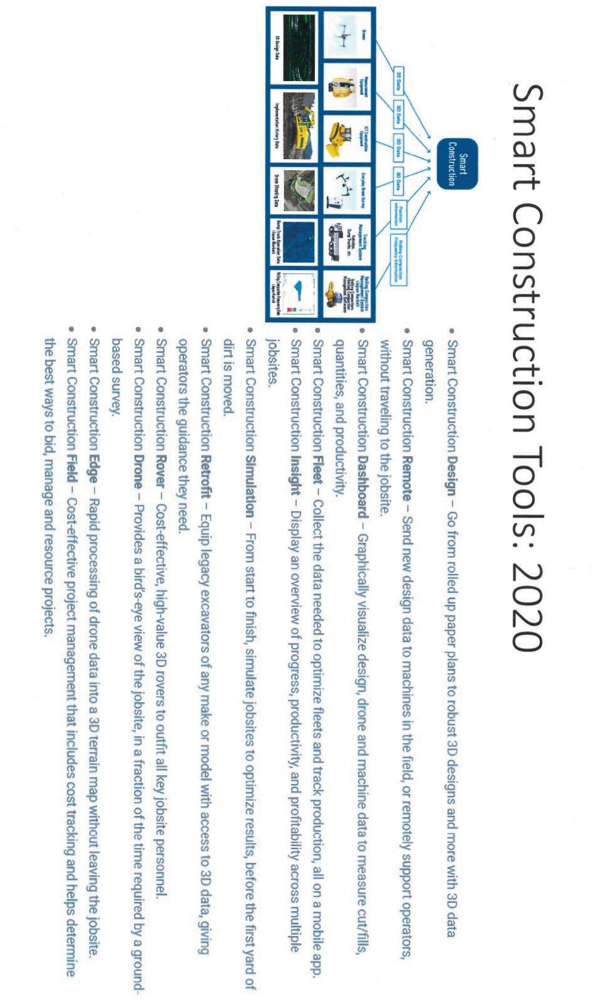 Smart Construction Tools: 2020
Smart
Construction
3D Data
3D Data
3D Data
3D Data
Position
Information
Rolling Compaction
Frequency Information
Drones
Measurement
Equipment
ICT Construction
Equipment
Everyday Drone Survey
Tracking
Management System
Vehicles,
Dump Trucks, etc.
Rolling Compaction
Management System
(Japan Market)
Rolling Compactors
(Rolling Compaction
Management Software)
3D Design Data
Implementation History Data
Drone Shooting Data
Dump Truck Operation Data
(Japan Market)
Rolling Compaction Frequency Data
(Japan Market)
• Smart Construction Design – Go from rolled up paper plans to robust 3D designs and more with 3D data
generation.
• Smart Construction Remote – Send new design data to machines in the field, or remotely support operators,
without traveling to the jobsite.
• Smart Construction Dashboard – Graphically visualize design, drone and machine data to measure cut/fills,
quantities, and productivity.
• Smart Construction Fleet – Collect the data needed to optimize fleets and track production, all on a mobile app.
• Smart Construction Insight – Display an overview of progress, productivity, and profitability across multiple
jobsites.
• Smart Construction Simulation – From start to finish, simulate jobsites to optimize results, before the first yard of
dirt is moved.
• Smart Construction Retrofit – Equip legacy excavators of any make or model with access to 3D data, giving
operators the guidance they need.
• Smart Construction Rover – Cost-effective, high-value 3D rovers to outfit all key jobsite personnel.
• Smart Construction Drone – Provides a bird's-eye view of the jobsite, in a fraction of the time required by a ground-
based survey.
• Smart Construction Edge – Rapid processing of drone data into a 3D terrain map without leaving the jobsite.
• Smart Construction Field – Cost-effective project management that includes cost tracking and helps determine
the best ways to bid, manage and resource projects.